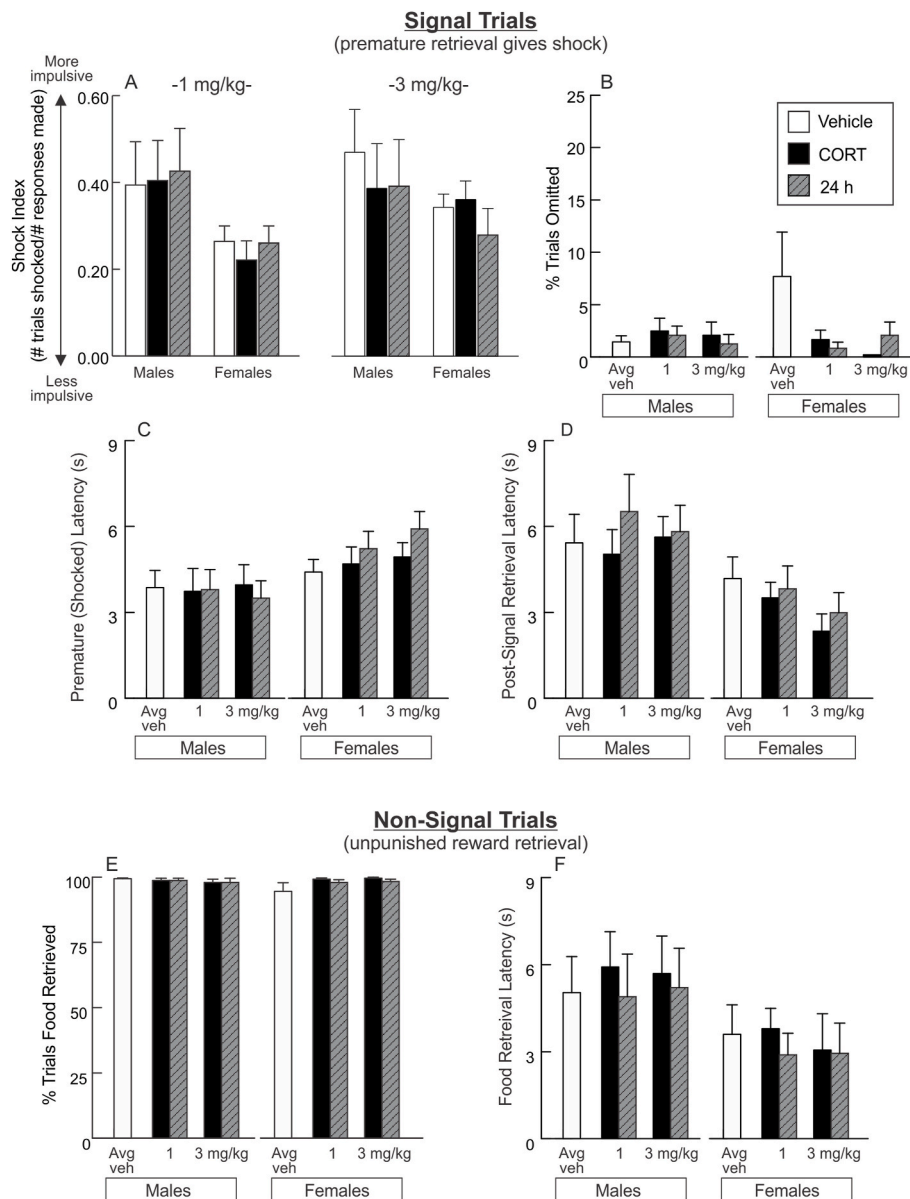 Signal Trials
(premature retrieval gives shock)
More
impulsive
A
-1 mg/kg-
-3 mg/kg-
Shock Index
(# trials shocked/# responses made)
0.60
0.40
0.20
0.00
Less
impulsive
Males
Females
Males
Females
B
% Trials Omitted
25
20
15
10
5
0
Vehicle
CORT
24 h
Avg
veh
1
3 mg/kg
Males
Avg
veh
1
3 mg/kg
Females
C
Premature (Shocked) Latency (s)
9
6
3
0
Avg
veh
1
3 mg/kg
Males
Avg
veh
1
3 mg/kg
Females
D
Post-Signal Retrieval Latency (s)
9
6
3
0
Avg
veh
1
3 mg/kg
Males
Avg
veh
1
3 mg/kg
Females
Non-Signal Trials
(unpunished reward retrieval)
E
% Trials Food Retrieved
100
75
50
25
0
Avg
veh
1
3 mg/kg
Males
Avg
veh
1
3 mg/kg
Females
F
Food Retreival Latency (s)
9
6
3
0
Avg
veh
1
3 mg/kg
Males
Avg
veh
1
3 mg/kg
Females